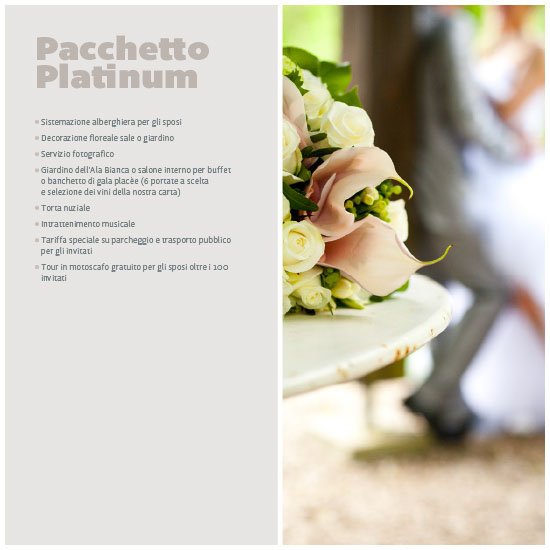 Pacchetto
Platinum
Sistemazione alberghiera per gli sposi
Decorazione floreale sale o giardino
Servizio fotografico
Giardino dell'Ala Bianca o salone interno per buffet
o banchetto di gala placèe (6 portate a scelta
e selezione dei vini della nostra carta)
Torta nuziale
Intrattenimento musicale
Tariffa speciale su parcheggio e trasporto pubblico
per gli invitati
Tour in motoscafo gratuito per gli sposi oltre i 100
invitati